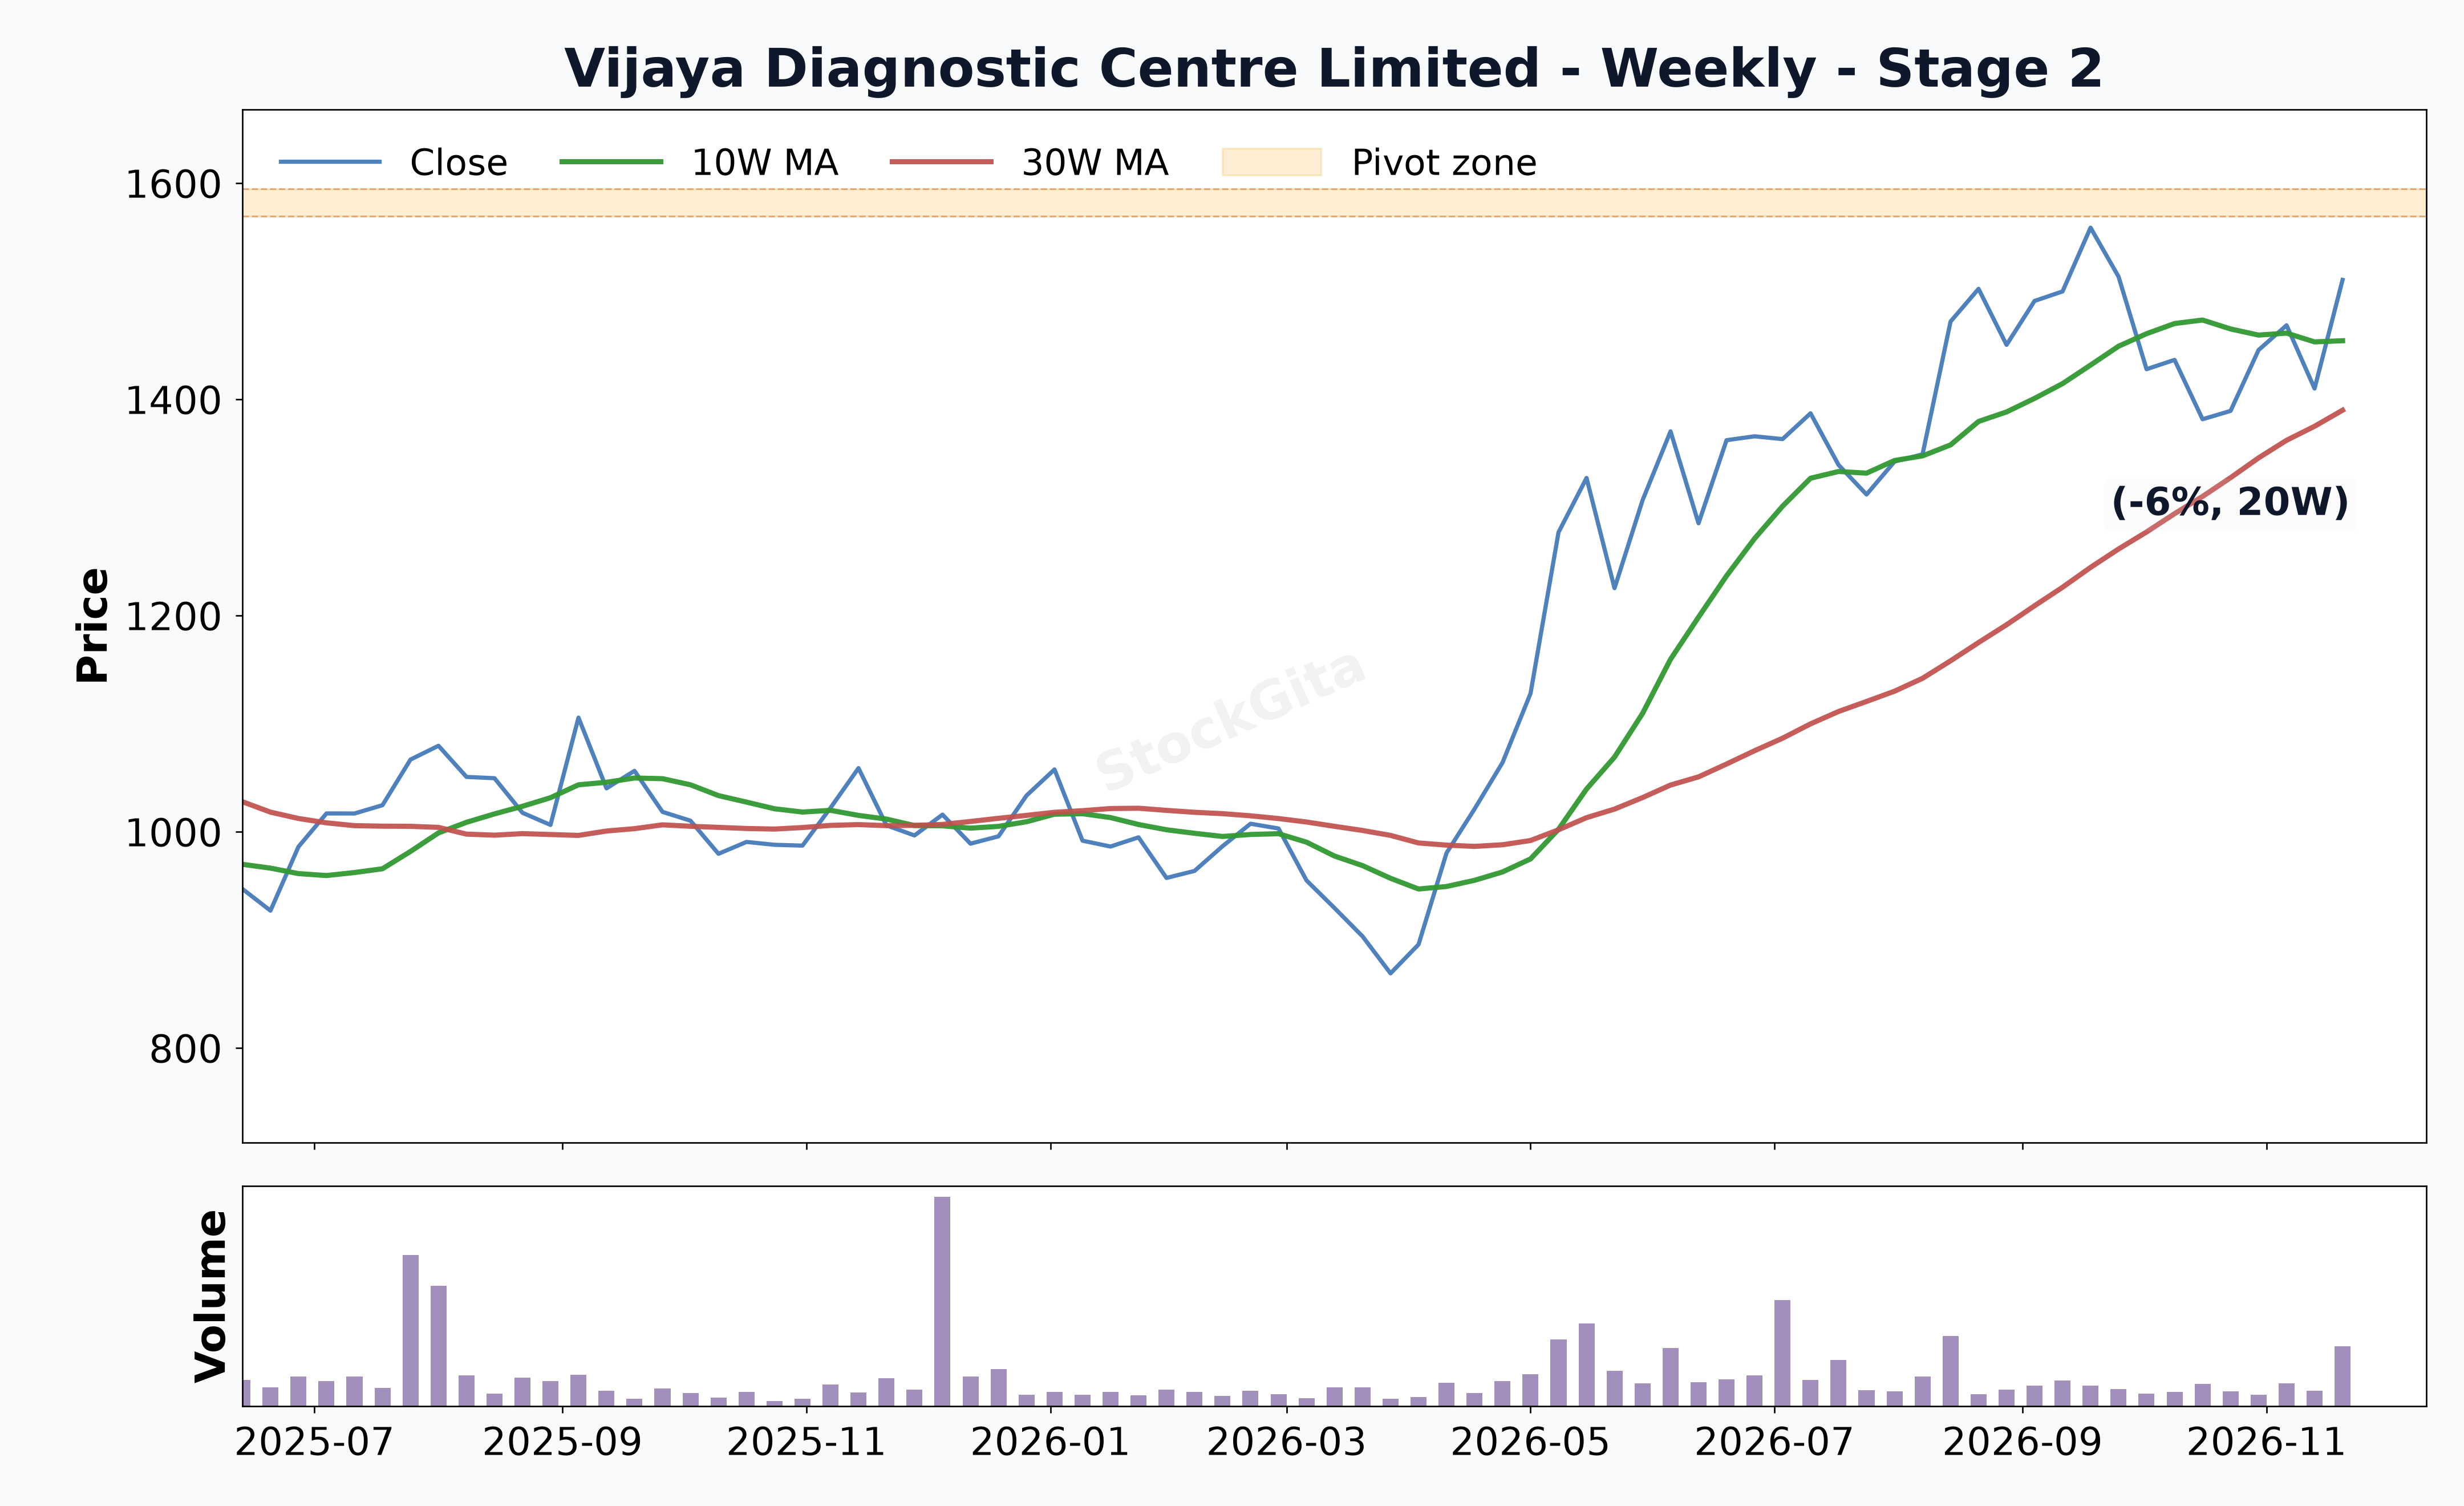 Vijaya Diagnostic Centre Limited - Weekly - Stage 2
Close 10W MA 30W MA Pivot zone
1600
1400
1200
1000
800
Price
(-6%, 20W)
StockGita
Volume
2025-07 2025-09 2025-11 2026-01 2026-03 2026-05 2026-07 2026-09 2026-11